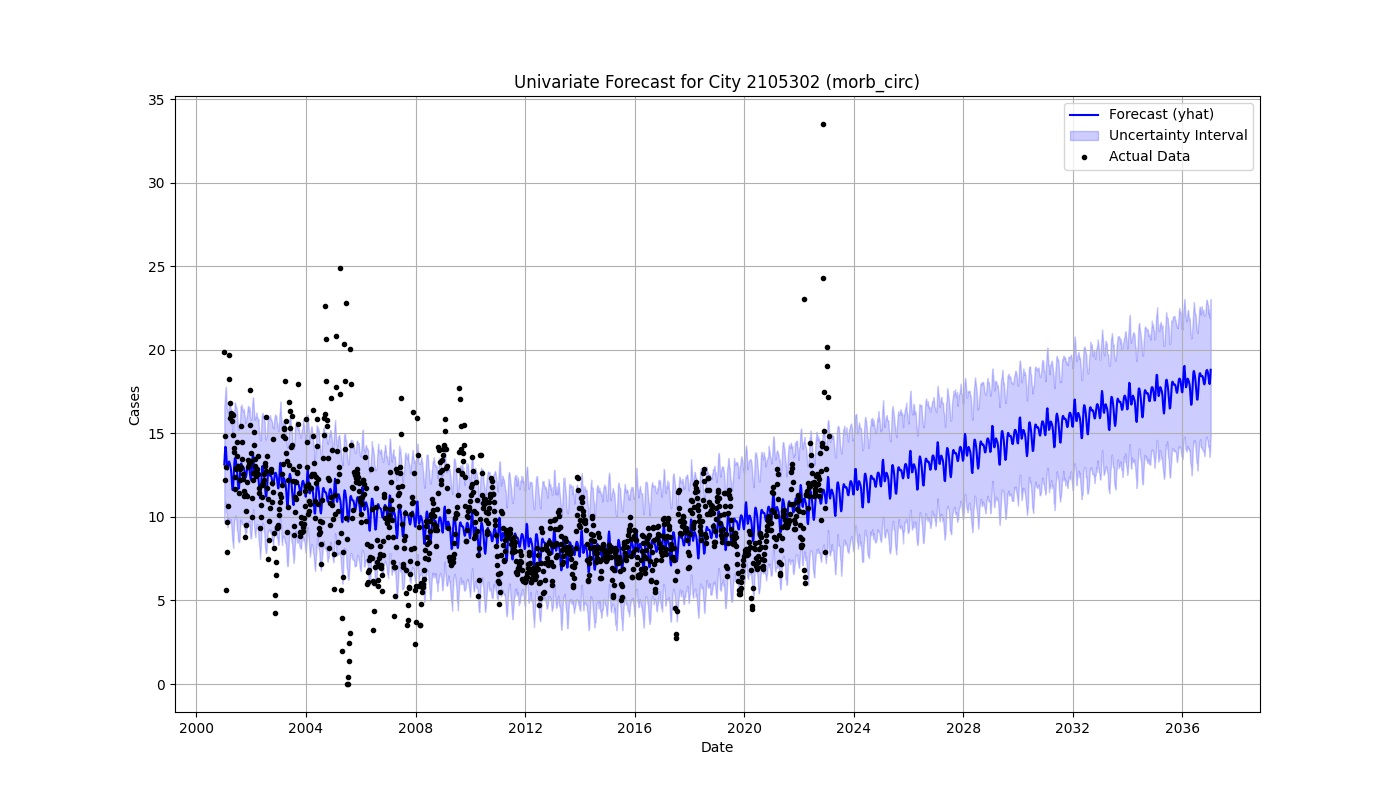 Univariate Forecast for City 2105302 (morb_circ)
Forecast (yhat)
Uncertainty Interval
Actual Data
Cases
35
30
25
20
15
10
5
0
2000 2004 2008 2012 2016 2020 2024 2028 2032 2036
Date